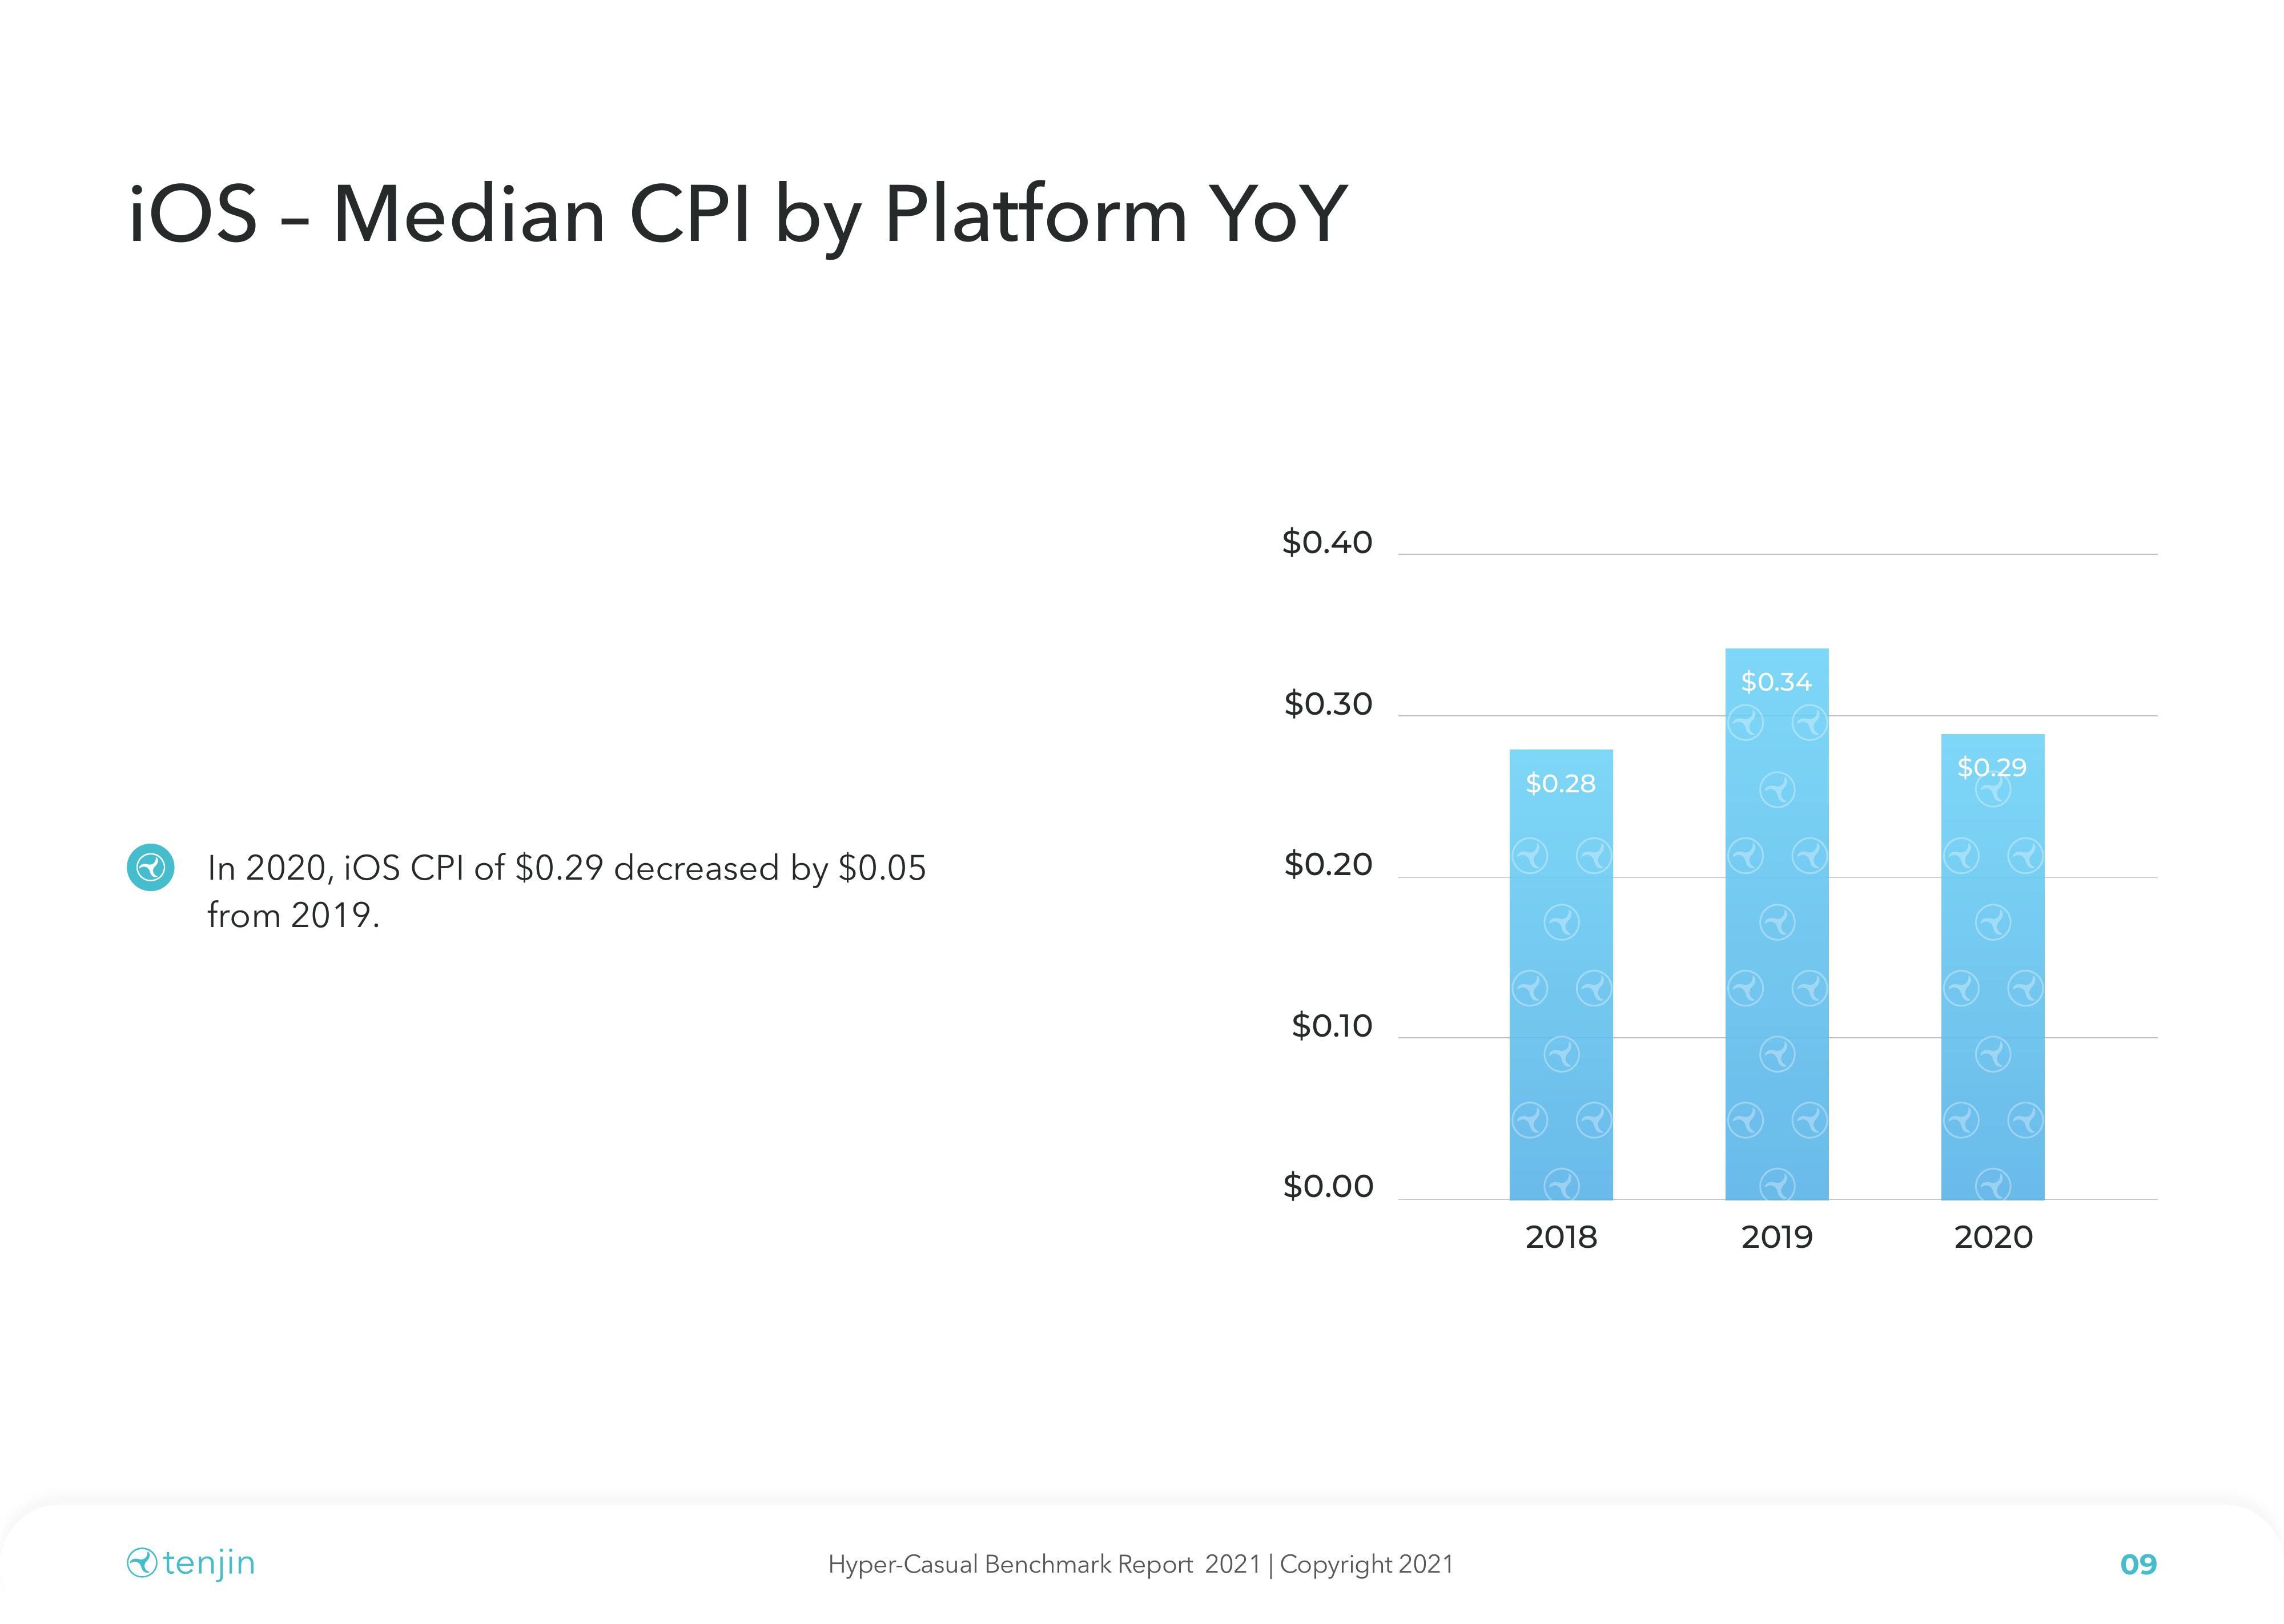 iOS – Median CPI by Platform YoY
In 2020, iOS CPI of $0.29 decreased by $0.05
from 2019.
$0.40
$0.30
$0.20
$0.10
$0.00
$0.28
$0.34
$0.29
2018
2019
2020
tenjin
Hyper-Casual Benchmark Report 2021 | Copyright 2021
09